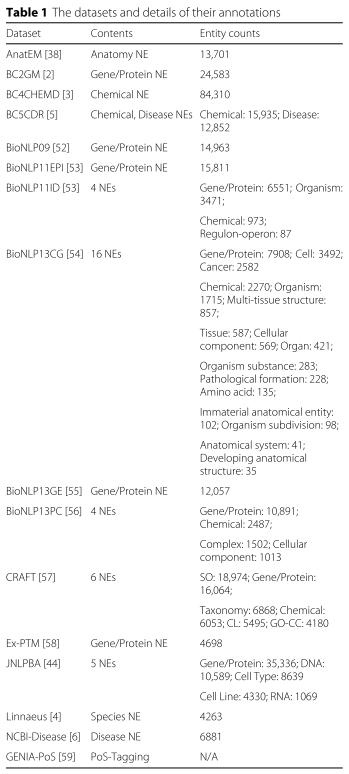 Table 1 The datasets and details of their annotations
Dataset Contents Entity counts
AnatEM [38] Anatomy NE 13,701
BC2GM [2] Gene/Protein NE 24,583
BC4CHEMD [3] Chemical NE 84,310
BC5CDR [5] Chemical, Disease NEs Chemical: 15,935; Disease:
12,852
BioNLP09 [52] Gene/Protein NE 14,963
BioNLP11EPI [53] Gene/Protein NE 15,811
BioNLP11ID [53] 4 NEs Gene/Protein: 6551; Organism:
3471;
Chemical: 973;
Regulon-operon: 87
BioNLP13CG [54] 16 NEs Gene/Protein: 7908; Cell: 3492;
Cancer: 2582
Chemical: 2270; Organism:
1715; Multi-tissue structure:
857;
Tissue: 587; Cellular
component: 569; Organ: 421;
Organism substance: 283;
Pathological formation: 228;
Amino acid: 135;
Immaterial anatomical entity:
102; Organism subdivision: 98;
Anatomical system: 41;
Developing anatomical
structure: 35
BioNLP13GE [55] Gene/Protein NE 12,057
BioNLP13PC [56] 4 NEs Gene/Protein: 10,891;
Chemical: 2487;
Complex: 1502; Cellular
component: 1013
CRAFT [57] 6 NEs SO: 18,974; Gene/Protein:
16,064;
Taxonomy: 6868; Chemical:
6053; CL: 5495; GO-CC: 4180
Ex-PTM [58] Gene/Protein NE 4698
JNLPBA [44] 5 NEs Gene/Protein: 35,336; DNA:
10,589; Cell Type: 8639
Cell Line: 4330; RNA: 1069
Linnaeus [4] Species NE 4263
NCBI-Disease [6] Disease NE 6881
GENIA-PoS [59] PoS-Tagging N/A